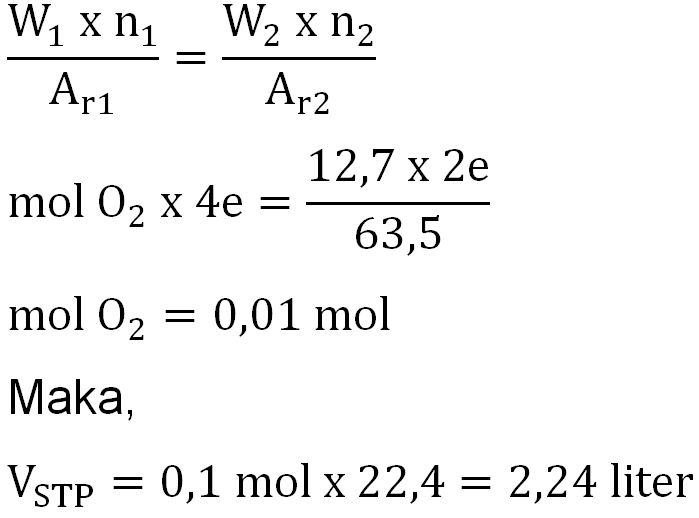 W₁ x n₁ / Aᵣ₁ = W₂ x n₂ / Aᵣ₂
mol O₂ x 4e = 12,7 x 2e / 63,5
mol O₂ = 0,01 mol
Maka,
V_STP = 0,1 mol x 22,4 = 2,24 liter